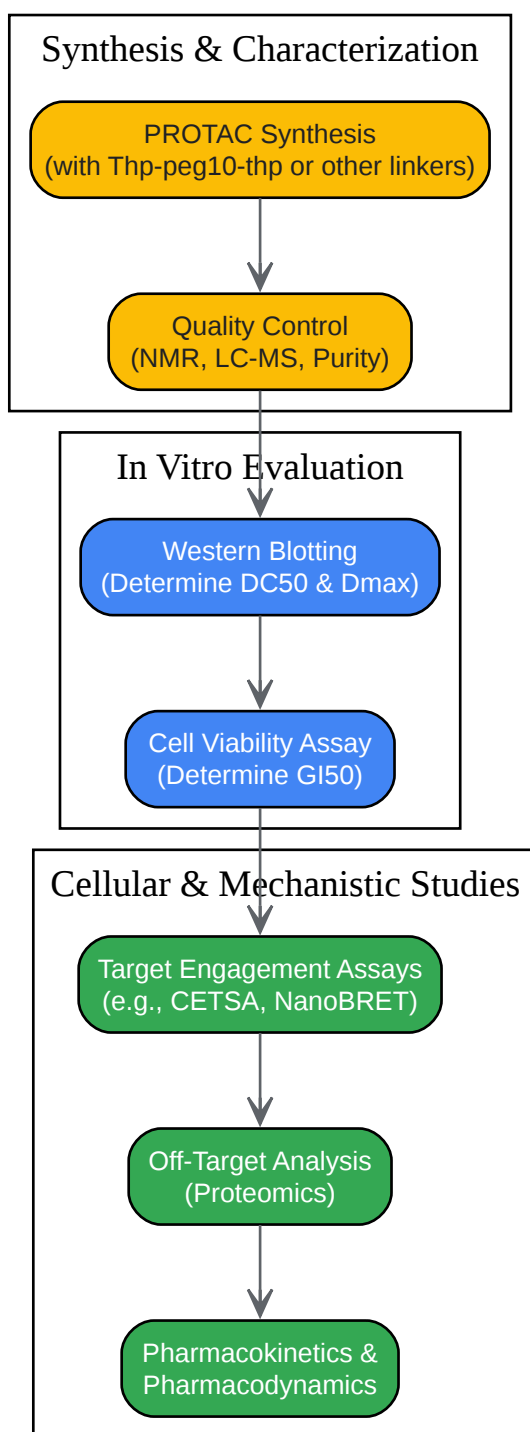 Synthesis & Characterization
PROTAC Synthesis
(with Thp-peg10-thp or other linkers)
Quality Control
(NMR, LC-MS, Purity)
In Vitro Evaluation
Western Blotting
(Determine DC50 & Dmax)
Cell Viability Assay
(Determine GI50)
Cellular & Mechanistic Studies
Target Engagement Assays
(e.g., CETSA, NanoBRET)
Off-Target Analysis
(Proteomics)
Pharmacokinetics &
Pharmacodynamics